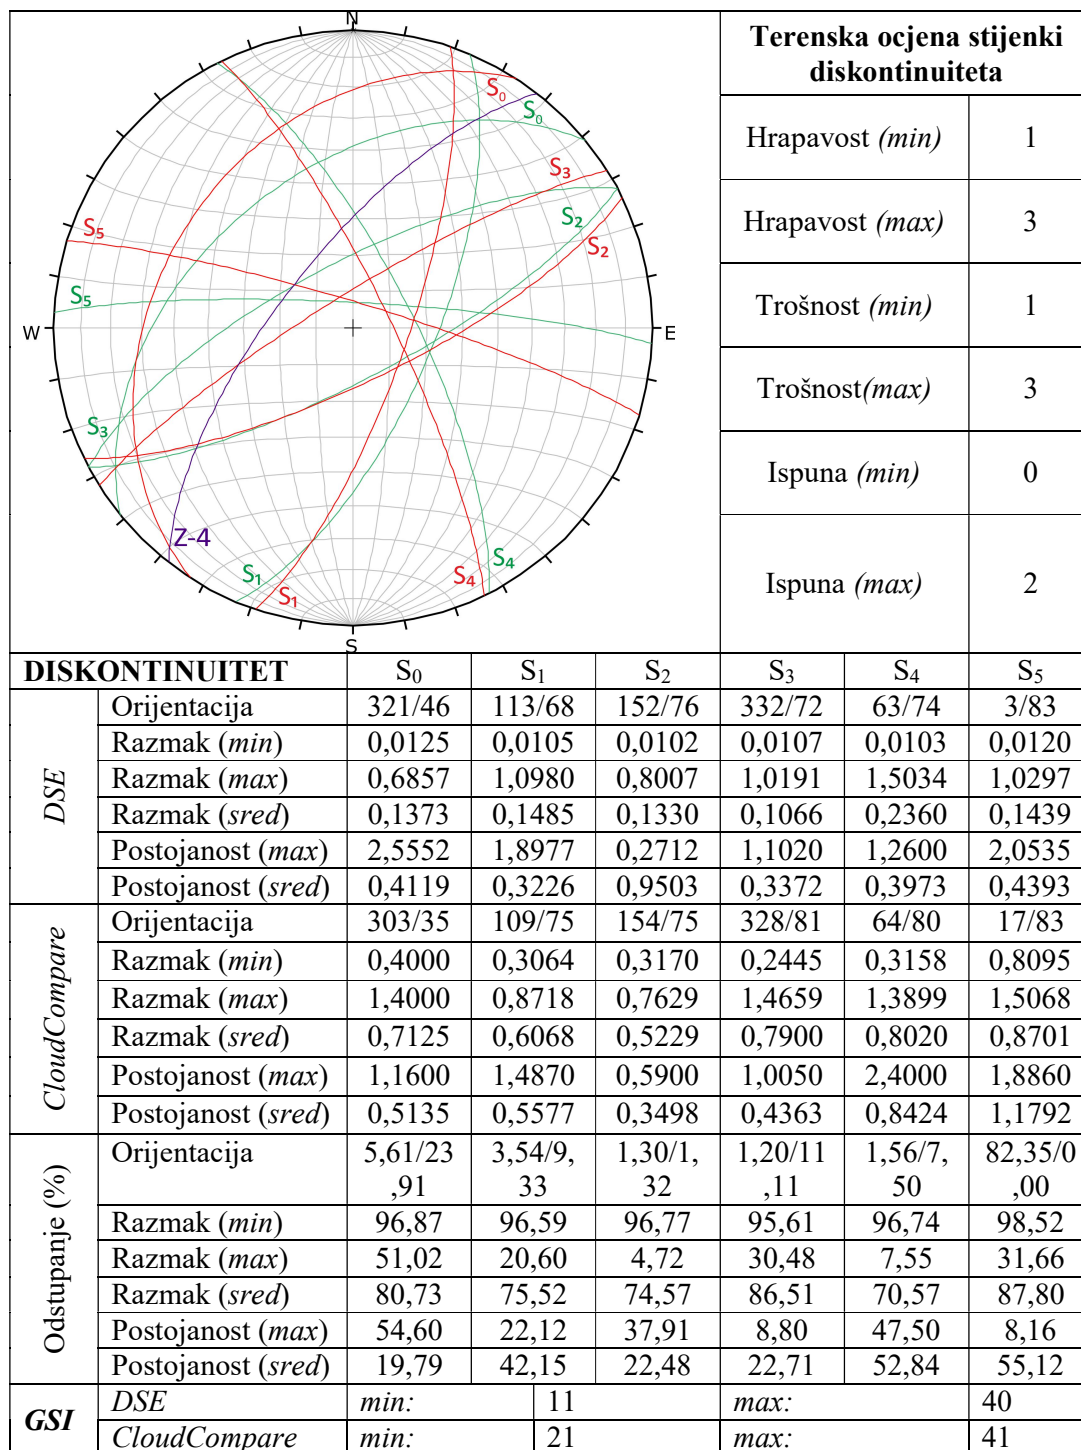 N
S₀
S₀
S₃
S₂
S₂
S₅
S₅
W
E
S₃
Z-4
S₁
S₁
S₄
S₄
S
Terenska ocjena stijenki
diskontinuiteta
Hrapavost (min) 1
Hrapavost (max) 3
Trošnost (min) 1
Trošnost(max) 3
Ispuna (min) 0
Ispuna (max) 2
DISKONTINUITET S₀ S₁ S₂ S₃ S₄ S₅
DSE
Orijentacija 321/46 113/68 152/76 332/72 63/74 3/83
Razmak (min) 0,0125 0,0105 0,0102 0,0107 0,0103 0,0120
Razmak (max) 0,6857 1,0980 0,8007 1,0191 1,5034 1,0297
Razmak (sred) 0,1373 0,1485 0,1330 0,1066 0,2360 0,1439
Postojanost (max) 2,5552 1,8977 0,2712 1,1020 1,2600 2,0535
Postojanost (sred) 0,4119 0,3226 0,9503 0,3372 0,3973 0,4393
CloudCompare
Orijentacija 303/35 109/75 154/75 328/81 64/80 17/83
Razmak (min) 0,4000 0,3064 0,3170 0,2445 0,3158 0,8095
Razmak (max) 1,4000 0,8718 0,7629 1,4659 1,3899 1,5068
Razmak (sred) 0,7125 0,6068 0,5229 0,7900 0,8020 0,8701
Postojanost (max) 1,1600 1,4870 0,5900 1,0050 2,4000 1,8860
Postojanost (sred) 0,5135 0,5577 0,3498 0,4363 0,8424 1,1792
Odstupanje (%)
Orijentacija 5,61/23 3,54/9, 1,30/1, 1,20/11 1,56/7, 82,35/0
,91 33 32 ,11 50 ,00
Razmak (min) 96,87 96,59 96,77 95,61 96,74 98,52
Razmak (max) 51,02 20,60 4,72 30,48 7,55 31,66
Razmak (sred) 80,73 75,52 74,57 86,51 70,57 87,80
Postojanost (max) 54,60 22,12 37,91 8,80 47,50 8,16
Postojanost (sred) 19,79 42,15 22,48 22,71 52,84 55,12
GSI
DSE min: 11 max: 40
CloudCompare min: 21 max: 41